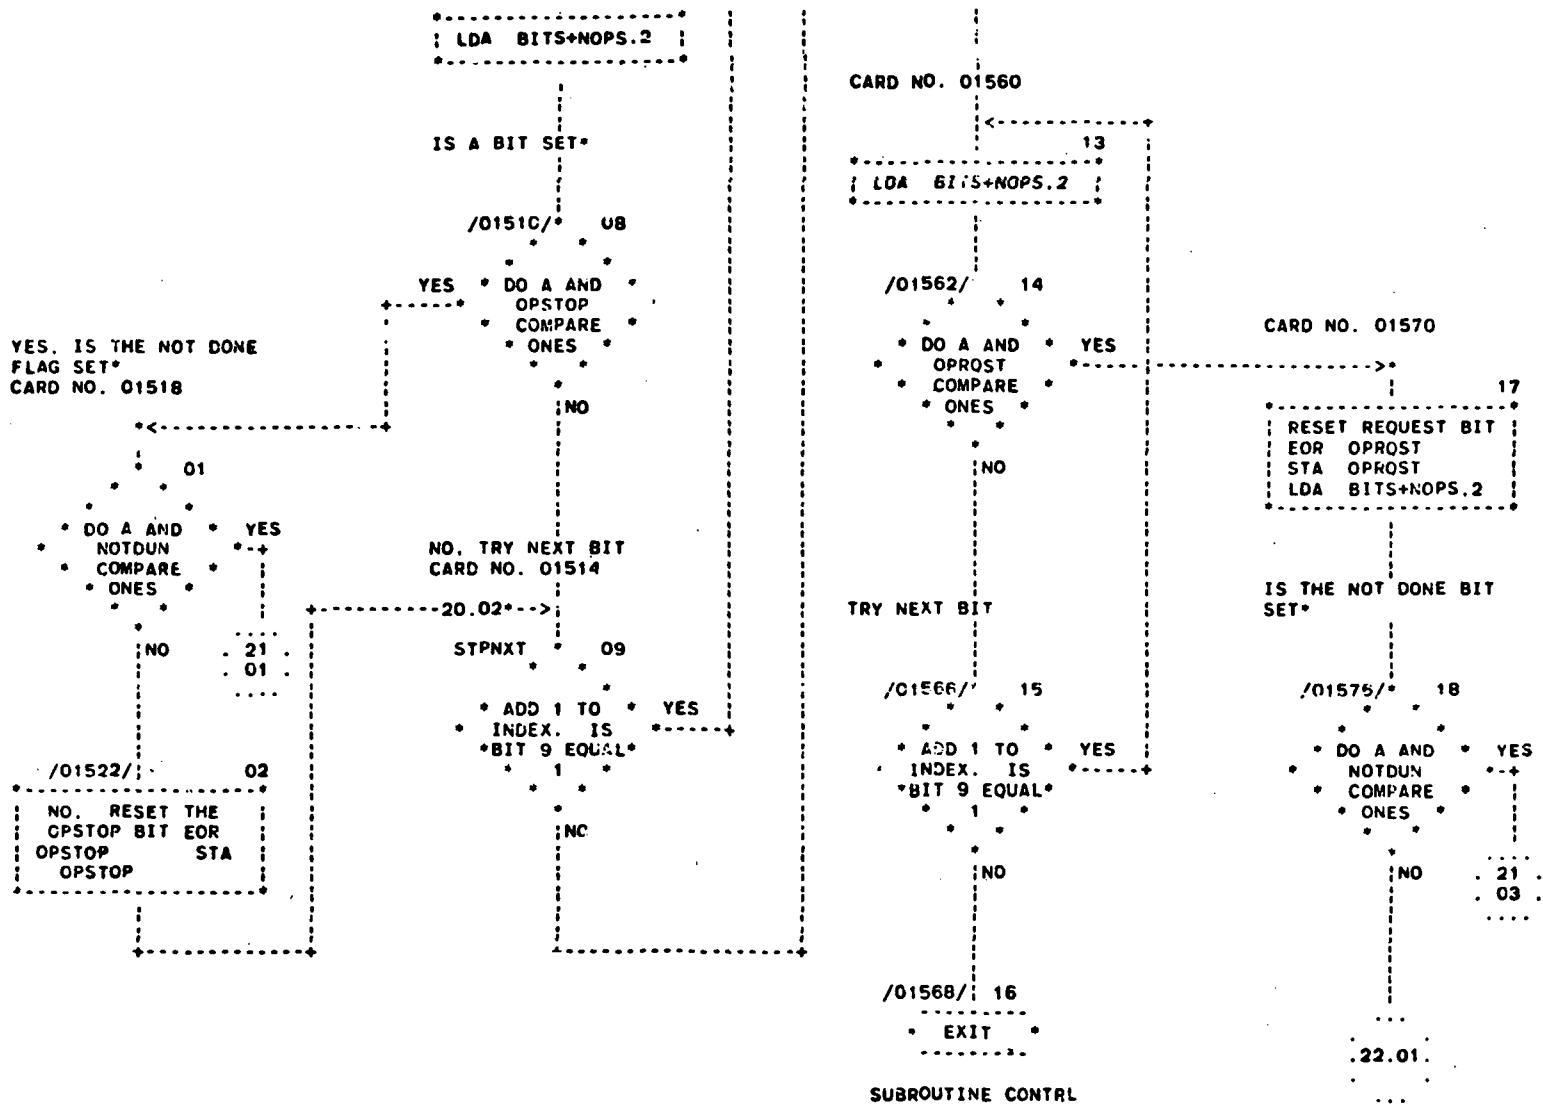 LDA BITS+NOPS.2
IS A BIT SET*
/01510/* 08
YES
DO A AND
OPSTOP
COMPARE
ONES
NO
YES. IS THE NOT DONE
FLAG SET*
CARD NO. 01518
01
DO A AND
NOTDUN
COMPARE
ONES
YES
NO
21
01
/01522/ 02
NO. RESET THE
OPSTOP BIT EOR
OPSTOP STA
OPSTOP
NO. TRY NEXT BIT
CARD NO. 01514
20.02*-->
STPNXT * 09
ADD 1 TO
INDEX. IS
*BIT 9 EQUAL*
1
YES
NO
CARD NO. 01560
13
LDA BITS+NOPS.2
/01562/ 14
DO A AND
OPRQST
COMPARE
ONES
YES
NO
TRY NEXT BIT
/01566/ 15
ADD 1 TO
INDEX. IS
*BIT 9 EQUAL*
1
YES
NO
/01568/ 16
EXIT
SUBROUTINE CONTRL
CARD NO. 01570
17
RESET REQUEST BIT
EOR OPRQST
STA OPRQST
LDA BITS+NOPS.2
IS THE NOT DONE BIT
SET*
/01575/* 18
DO A AND
NOTDUN
COMPARE
ONES
YES
NO
21
03
22.01